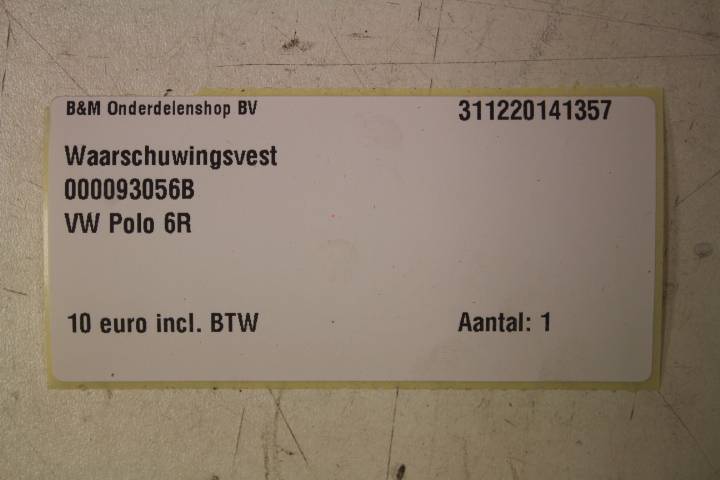 B&M Onderdelenshop BV 311220141357
Waarschuwingsvest
000093056B
VW Polo 6R
10 euro incl. BTW Aantal: 1